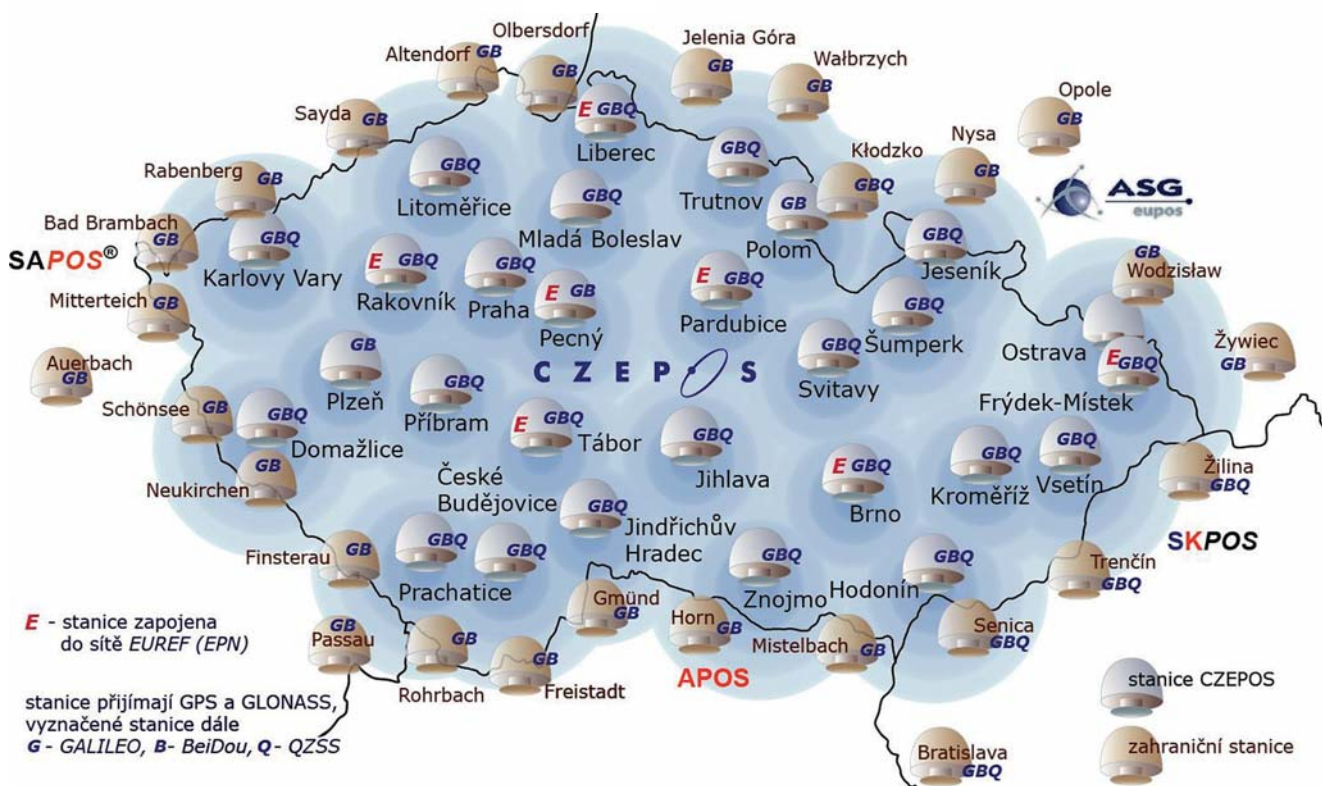 Olbersdorf
Altendorf GB
GB
Jelenia Góra
GB
Wałbrzych
GB
Opole
GB
Sayda GB
E GBQ
Liberec
GBQ
Trutnov
Kłodzko
GBQ
Nysa
GB
ASG
eupos
Rabenberg
GB
GBQ
Litoměřice
GBQ
Mladá Boleslav
GB
Polom
GBQ
Jeseník
Bad Brambach
GB
SAPOS®
GBQ
Karlovy Vary
E GBQ
Rakovník
GBQ
Praha
E GB
Pecný
E GBQ
Pardubice
GBQ
Šumperk
GB
Wodzisław
Mitterteich
GB
Ostrava
E GBQ
Frýdek-Místek
Żywiec
GB
Auerbach
GB
GB
Plzeň
GBQ
Příbram
CZEPOS
GBQ
Svitavy
Schönsee GB
GBQ
Domažlice
E GBQ
Tábor
GBQ
Jihlava
E GBQ
Brno
GBQ
Kroměříž
GBQ
Vsetín
Žilina
GBQ
Neukirchen
GB
České
Budějovice
GBQ
Jindřichův
Hradec
SKPOS
Finsterau
GB
GBQ
GBQ
Prachatice
GBQ
Znojmo
GBQ
Hodonín
Trenčín
GBQ
Gmünd
GB
Horn
GB
APOS
Mistelbach
GB
Senica
GBQ
GB
Passau
GB
Rohrbach
GB
Freistadt
Bratislava
GBQ
E - stanice zapojena
do sítě EUREF (EPN)
stanice přijímají GPS a GLONASS,
vyznačené stanice dále
G - GALILEO, B - BeiDou, Q - QZSS
stanice CZEPOS
zahraniční stanice